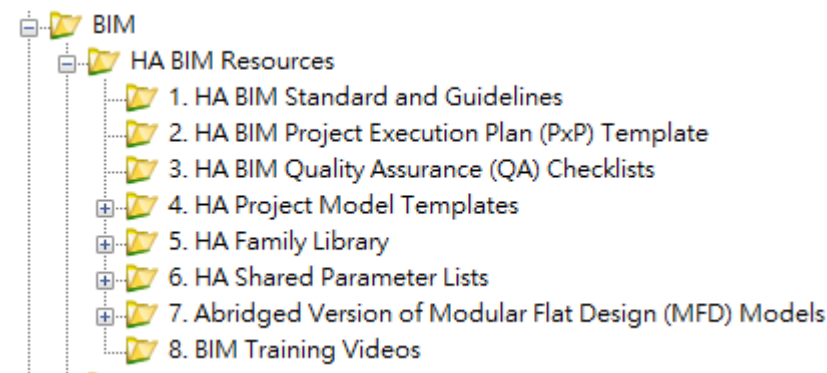 BIM
HA BIM Resources
1. HA BIM Standard and Guidelines
2. HA BIM Project Execution Plan (PxP) Template
3. HA BIM Quality Assurance (QA) Checklists
4. HA Project Model Templates
5. HA Family Library
6. HA Shared Parameter Lists
7. Abridged Version of Modular Flat Design (MFD) Models
8. BIM Training Videos